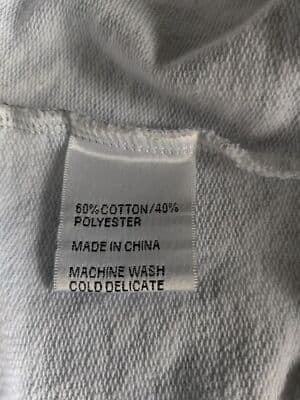 60%COTTON/40%
POLYESTER
MADE IN CHINA
MACHINE WASH
COLD DELICATE